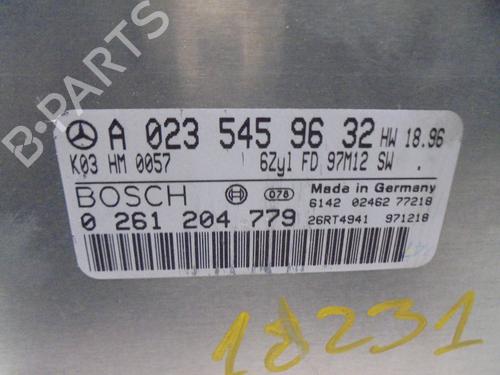 B-PARTS
A 023 545 96 32 HW 18.96
K03 HM 0057 6Zyl FD 97M12 SW .
BOSCH 078 Made in Germany
6142 02462 77218
0 261 204 779 26RT4941 971218
18231